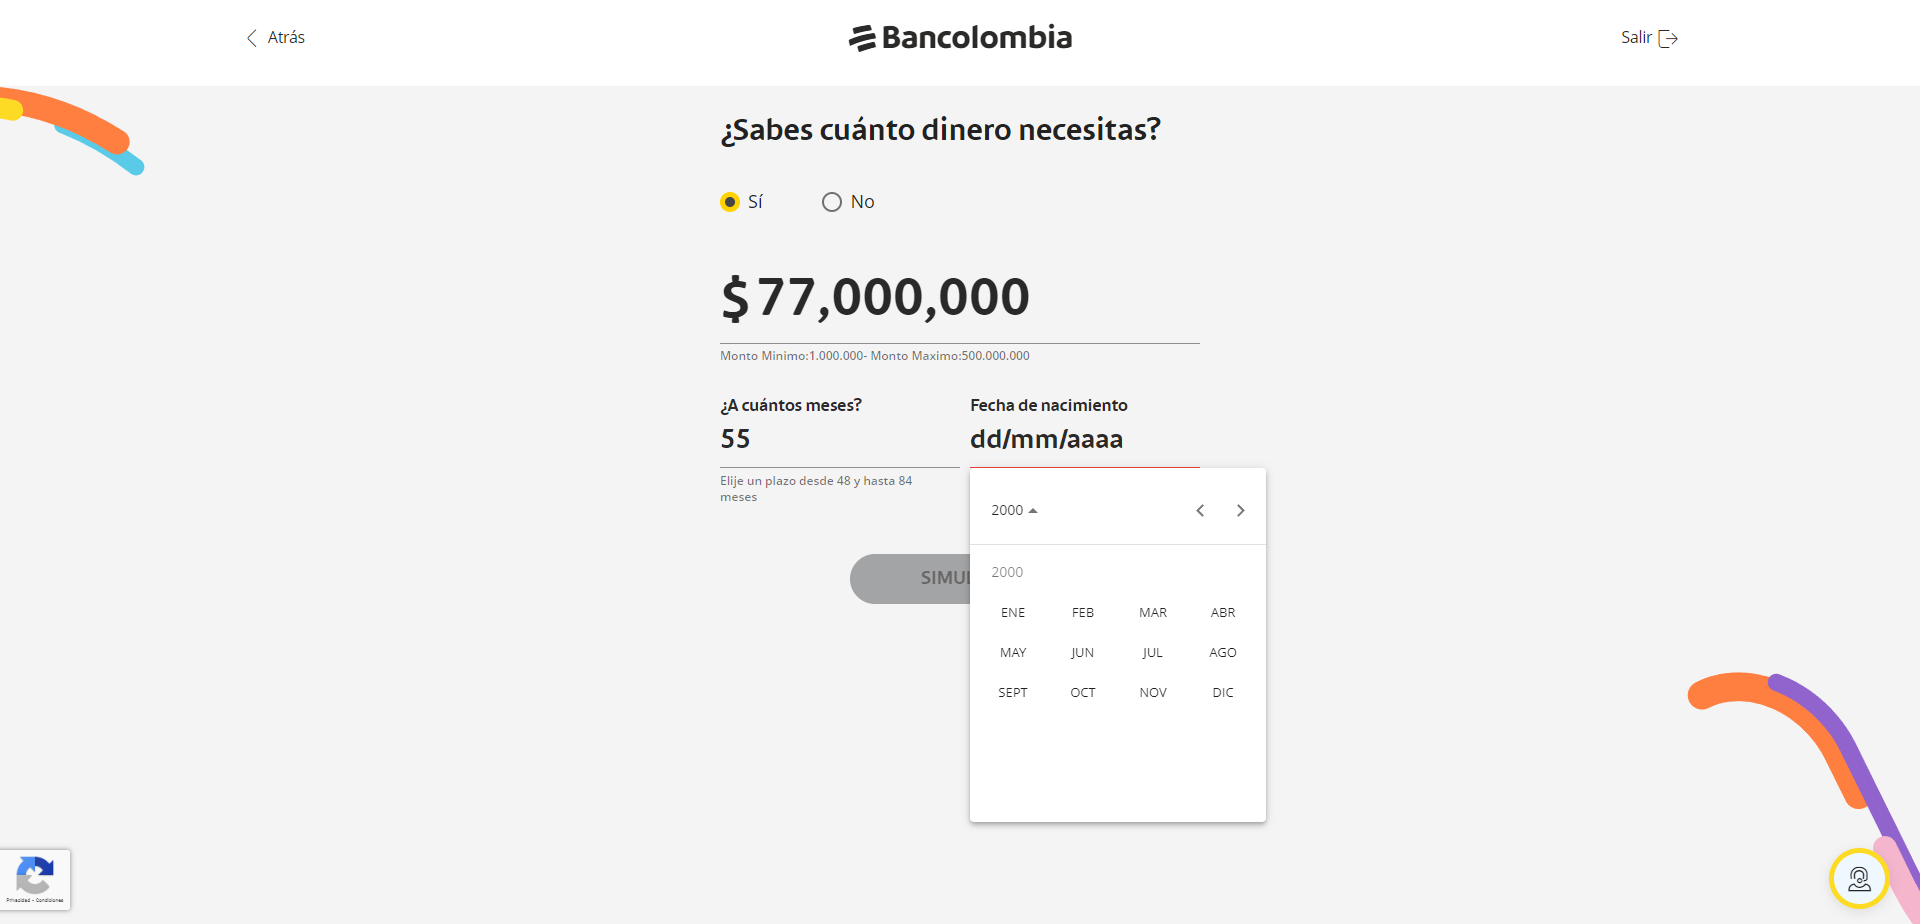 Atrás
Bancolombia
Salir
¿Sabes cuánto dinero necesitas?
Sí
No
$ 77,000,000
Monto Minimo:1.000.000- Monto Maximo:500.000.000
¿A cuántos meses?
Fecha de nacimiento
55
dd/mm/aaaa
Elije un plazo desde 48 y hasta 84
meses
2000
SIMUL
2000
ENE FEB MAR ABR
MAY JUN JUL AGO
SEPT OCT NOV DIC
Privacidad - Condiciones